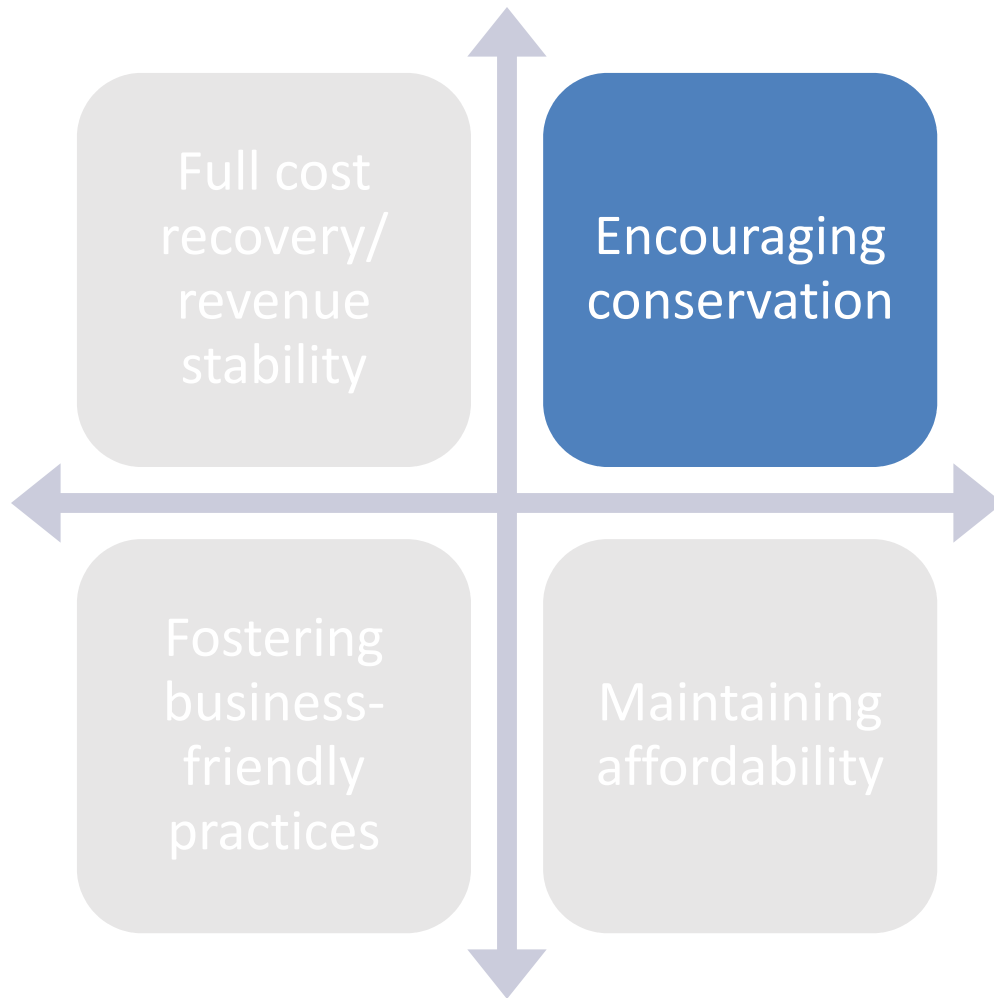 Full cost
recovery/
revenue
stability
Encouraging
conservation
Fostering
business-
friendly
practices
Maintaining
affordability